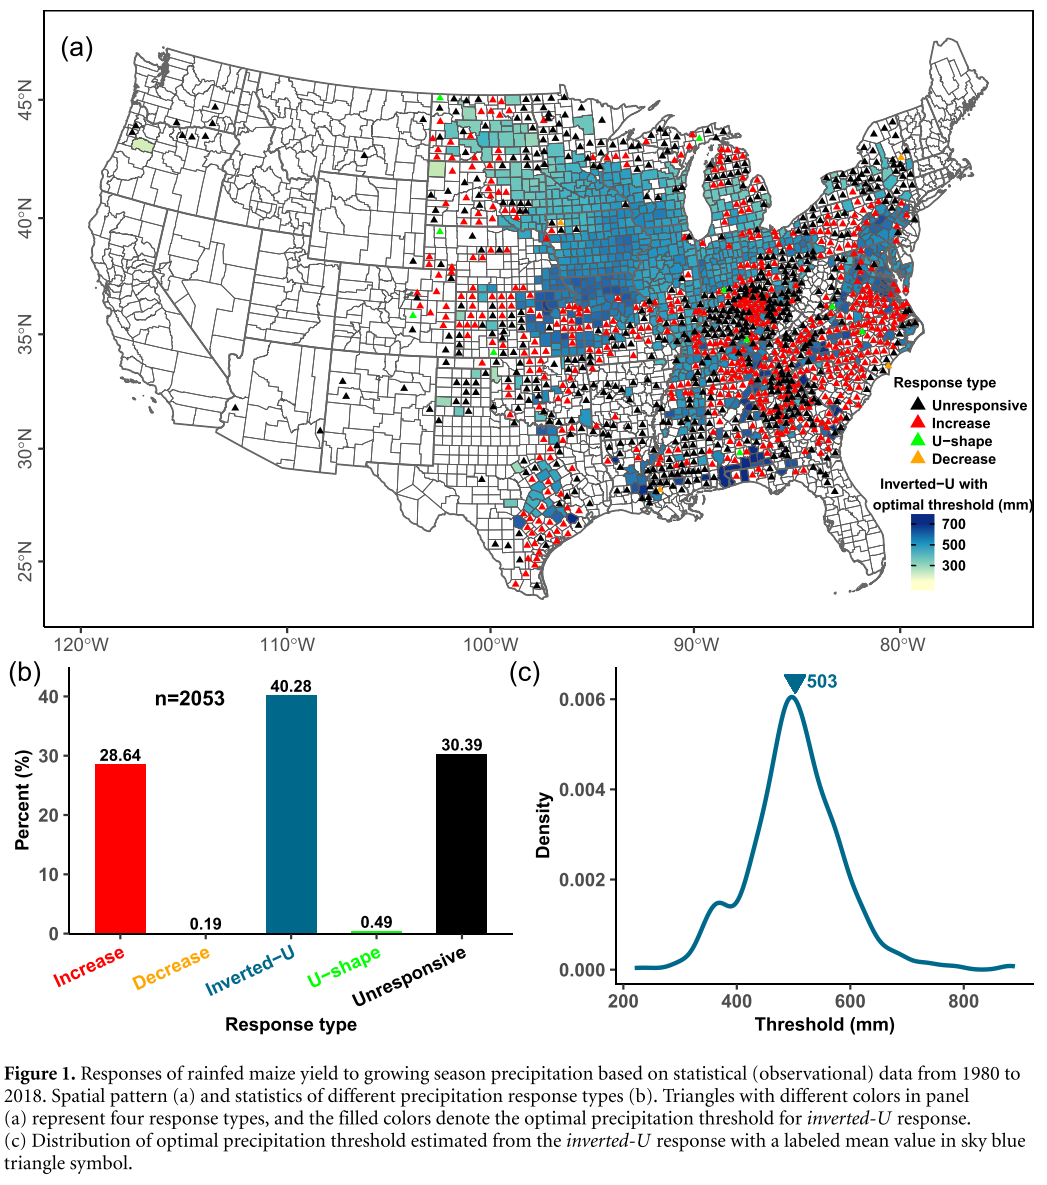 (a)
45°N
40°N
35°N
30°N
25°N
120°W
110°W
100°W
90°W
80°W
Response type
Unresponsive
Increase
U−shape
Decrease
Inverted−U with
optimal threshold (mm)
700
500
300
(b)
n=2053
Percent (%)
40
30
20
10
0
28.64
0.19
40.28
0.49
30.39
Increase
Decrease
Inverted−U
U−shape
Unresponsive
Response type
(c)
503
Density
0.006
0.004
0.002
0.000
200
400
600
800
Threshold (mm)
Figure 1. Responses of rainfed maize yield to growing season precipitation based on statistical (observational) data from 1980 to
2018. Spatial pattern (a) and statistics of different precipitation response types (b). Triangles with different colors in panel
(a) represent four response types, and the filled colors denote the optimal precipitation threshold for inverted-U response.
(c) Distribution of optimal precipitation threshold estimated from the inverted-U response with a labeled mean value in sky blue
triangle symbol.